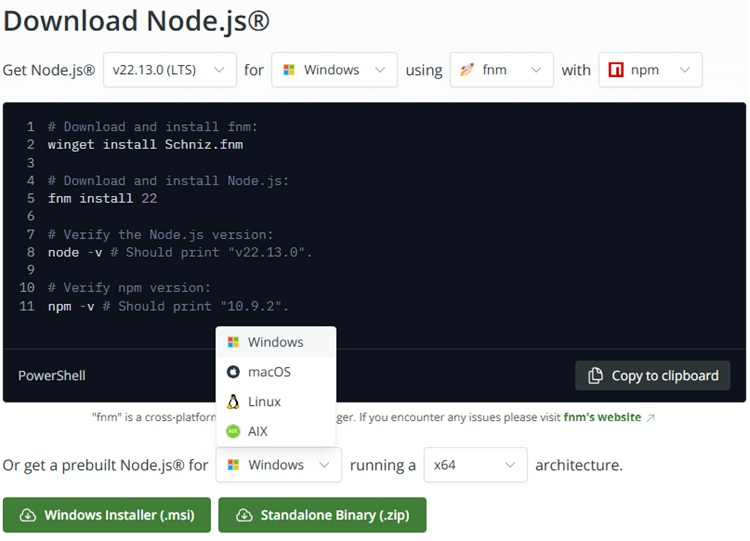 Download Node.js®
Get Node.js® v22.13.0 (LTS) for Windows using fnm with npm
1 # Download and install fnm:
2 winget install Schniz.fnm
3
4 # Download and install Node.js:
5 fnm install 22
6
7 # Verify the Node.js version:
8 node -v # Should print "v22.13.0".
9
10 # Verify npm version:
11 npm -v # Should print "10.9.2".
Windows
PowerShell
macOS
Copy to clipboard
Linux
"fnm" is a cross-platform ger. If you encounter any issues please visit fnm's website
AIX AIX
Or get a prebuilt Node.js® for Windows running a x64 architecture.
Windows Installer (.msi) Standalone Binary (.zip)